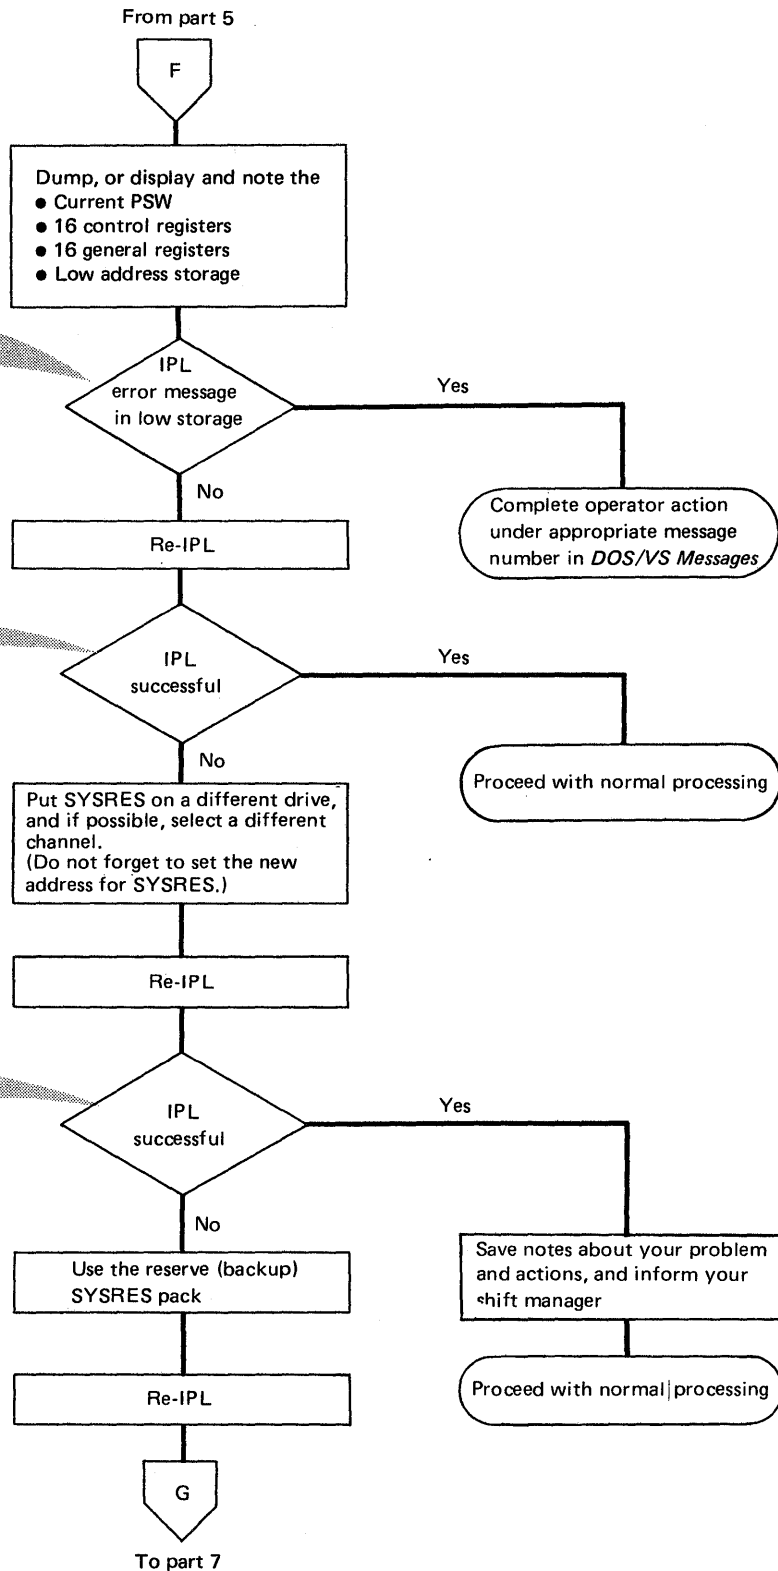 From part 5
F
Dump, or display and note the
● Current PSW
● 16 control registers
● 16 general registers
● Low address storage
IPL
error message
in low storage
Yes
No
Complete operator action
under appropriate message
number in DOS/VS Messages
Re-IPL
IPL
successful
Yes
No
Proceed with normal processing
Put SYSRES on a different drive,
and if possible, select a different
channel.
(Do not forget to set the new
address for SYSRES.)
Re-IPL
IPL
successful
Yes
No
Save notes about your problem
and actions, and inform your
shift manager
Use the reserve (backup)
SYSRES pack
Re-IPL
Proceed with normal processing
G
To part 7